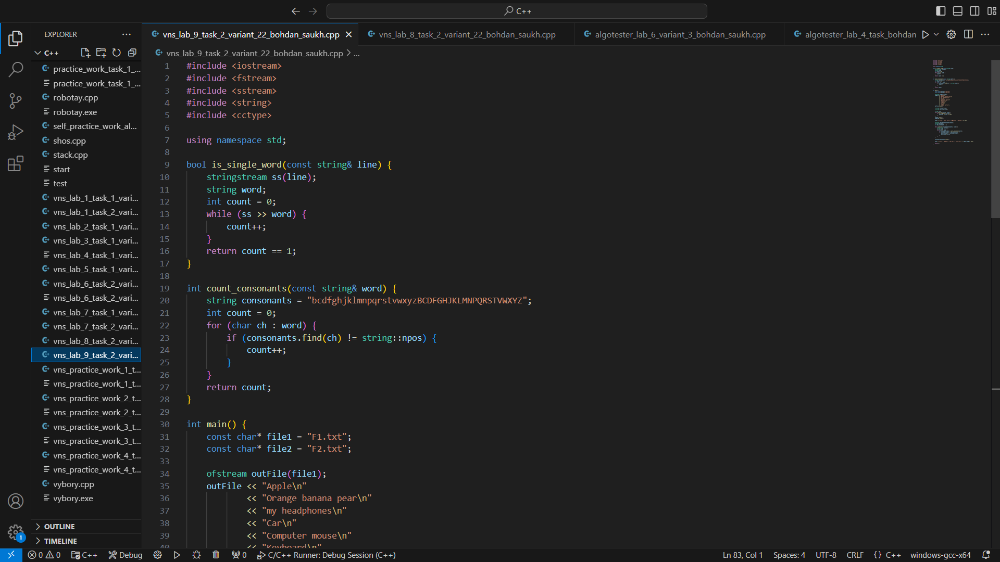 C++
EXPLORER
C++
practice_work_task_1_...
practice_work_task_1_...
robotay.cpp
robotay.exe
self_practice_work_al...
shos.cpp
stack.cpp
start
test
vns_lab_1_task_1_vari...
vns_lab_1_task_2_vari...
vns_lab_2_task_1_vari...
vns_lab_3_task_1_vari...
vns_lab_4_task_1_vari...
vns_lab_5_task_1_vari...
vns_lab_6_task_2_vari...
vns_lab_6_task_2_vari...
vns_lab_7_task_1_vari...
vns_lab_7_task_2_vari...
vns_lab_8_task_2_vari...
vns_lab_9_task_2_vari...
vns_practice_work_1_t...
vns_practice_work_1_t...
vns_practice_work_2_t...
vns_practice_work_2_t...
vns_practice_work_3_t...
vns_practice_work_3_t...
vns_practice_work_4_t...
vns_practice_work_4_t...
vybory.cpp
vybory.exe
OUTLINE
TIMELINE
1
vns_lab_9_task_2_variant_22_bohdan_saukh.cpp
vns_lab_8_task_2_variant_22_bohdan_saukh.cpp
algotester_lab_6_variant_3_bohdan_saukh.cpp
algotester_lab_4_task_bohdan
vns_lab_9_task_2_variant_22_bohdan_saukh.cpp > ...
1 #include <iostream>
2 #include <fstream>
3 #include <sstream>
4 #include <string>
5 #include <cctype>
6
7 using namespace std;
8
9 bool is_single_word(const string& line) {
10     stringstream ss(line);
11     string word;
12     int count = 0;
13     while (ss >> word) {
14         count++;
15     }
16     return count == 1;
17 }
18
19 int count_consonants(const string& word) {
20     string consonants = "bcdfghjklmnpqrstvwxyzBCDFGHJKLMNPQRSTVWXYZ";
21     int count = 0;
22     for (char ch : word) {
23         if (consonants.find(ch) != string::npos) {
24             count++;
25         }
26     }
27     return count;
28 }
29
30 int main() {
31     const char* file1 = "F1.txt";
32     const char* file2 = "F2.txt";
33
34     ofstream outFile(file1);
35     outFile << "Apple\n"
36             << "Orange banana pear\n"
37             << "my headphones\n"
38             << "Car\n"
39             << "Computer mouse\n"
40             << "Keyboard\n"
0 0 C++ Debug 0 C/C++ Runner: Debug Session (C++) Ln 83, Col 1 Spaces: 4 UTF-8 CRLF {} C++ windows-gcc-x64